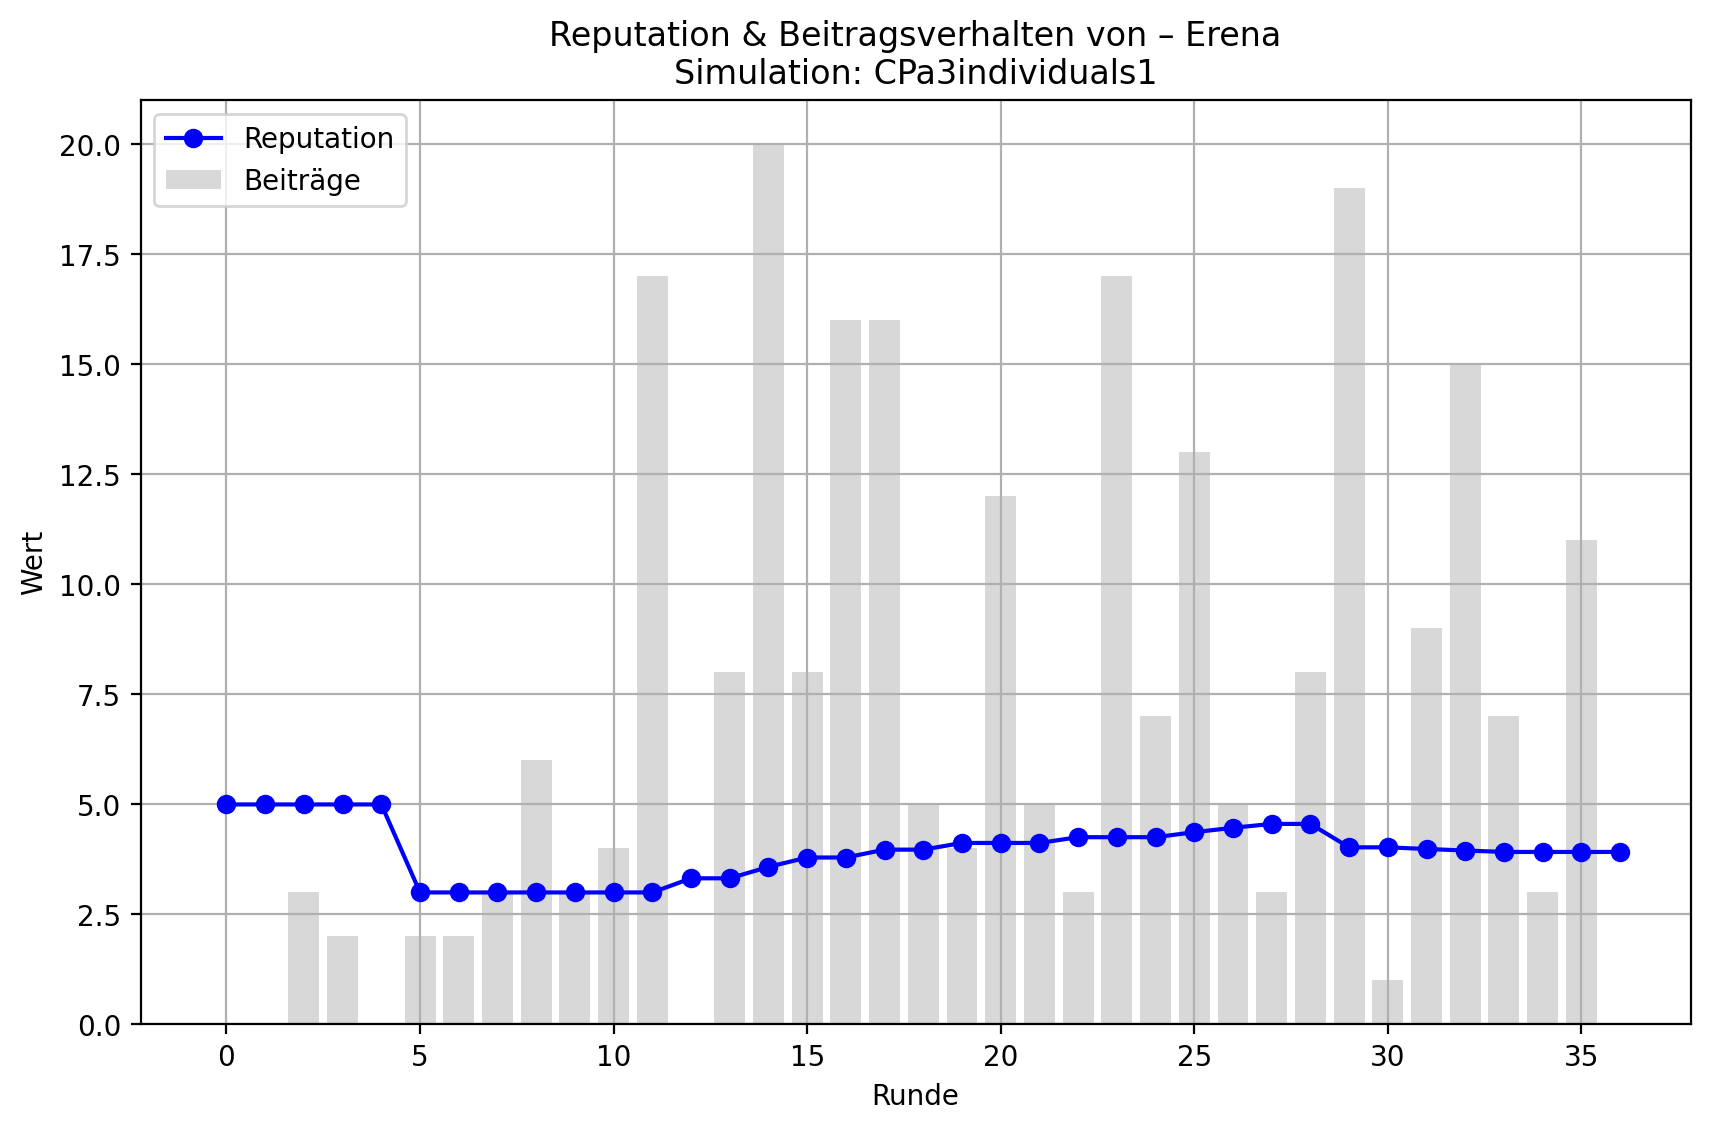 Reputation & Beitragsverhalten von – Erena
Simulation: CPa3individuals1
Reputation
Beiträge
20.0
17.5
15.0
12.5
10.0
7.5
5.0
2.5
0.0
Wert
0 5 10 15 20 25 30 35
Runde